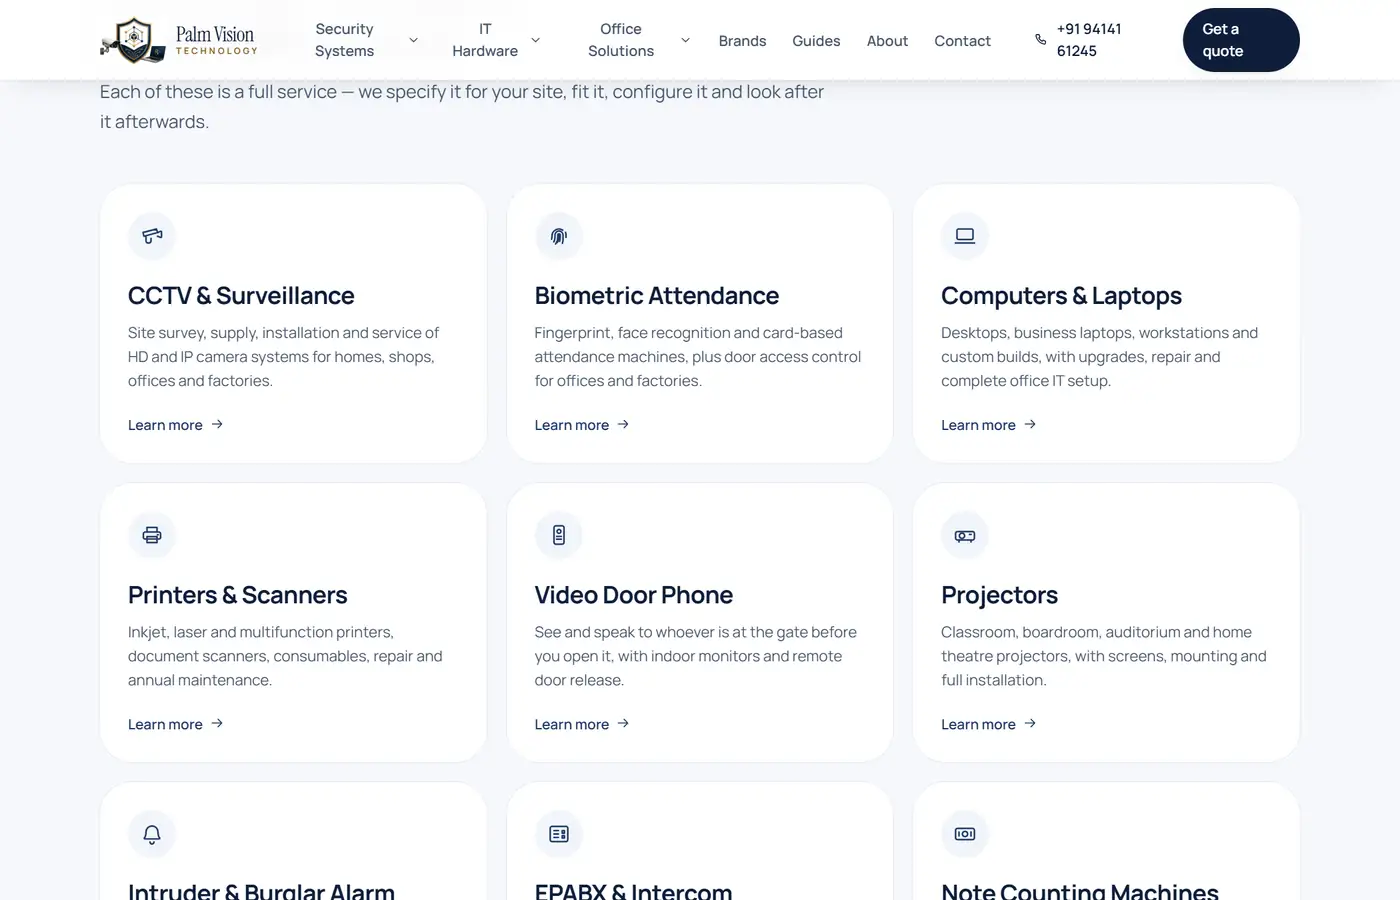 Palm Vision
TECHNOLOGY
Security
Systems
IT
Hardware
Office
Solutions
Brands
Guides
About
Contact
+91 94141
61245
Get a
quote
Each of these is a full service — we specify it for your site, fit it, configure it and look after
it afterwards.
CCTV & Surveillance
Site survey, supply, installation and service of
HD and IP camera systems for homes, shops,
offices and factories.
Learn more
Biometric Attendance
Fingerprint, face recognition and card-based
attendance machines, plus door access control
for offices and factories.
Learn more
Computers & Laptops
Desktops, business laptops, workstations and
custom builds, with upgrades, repair and
complete office IT setup.
Learn more
Printers & Scanners
Inkjet, laser and multifunction printers,
document scanners, consumables, repair and
annual maintenance.
Learn more
Video Door Phone
See and speak to whoever is at the gate before
you open it, with indoor monitors and remote
door release.
Learn more
Projectors
Classroom, boardroom, auditorium and home
theatre projectors, with screens, mounting and
full installation.
Learn more
Intruder & Burglar Alarm
EPABX & Intercom
Note Counting Machines